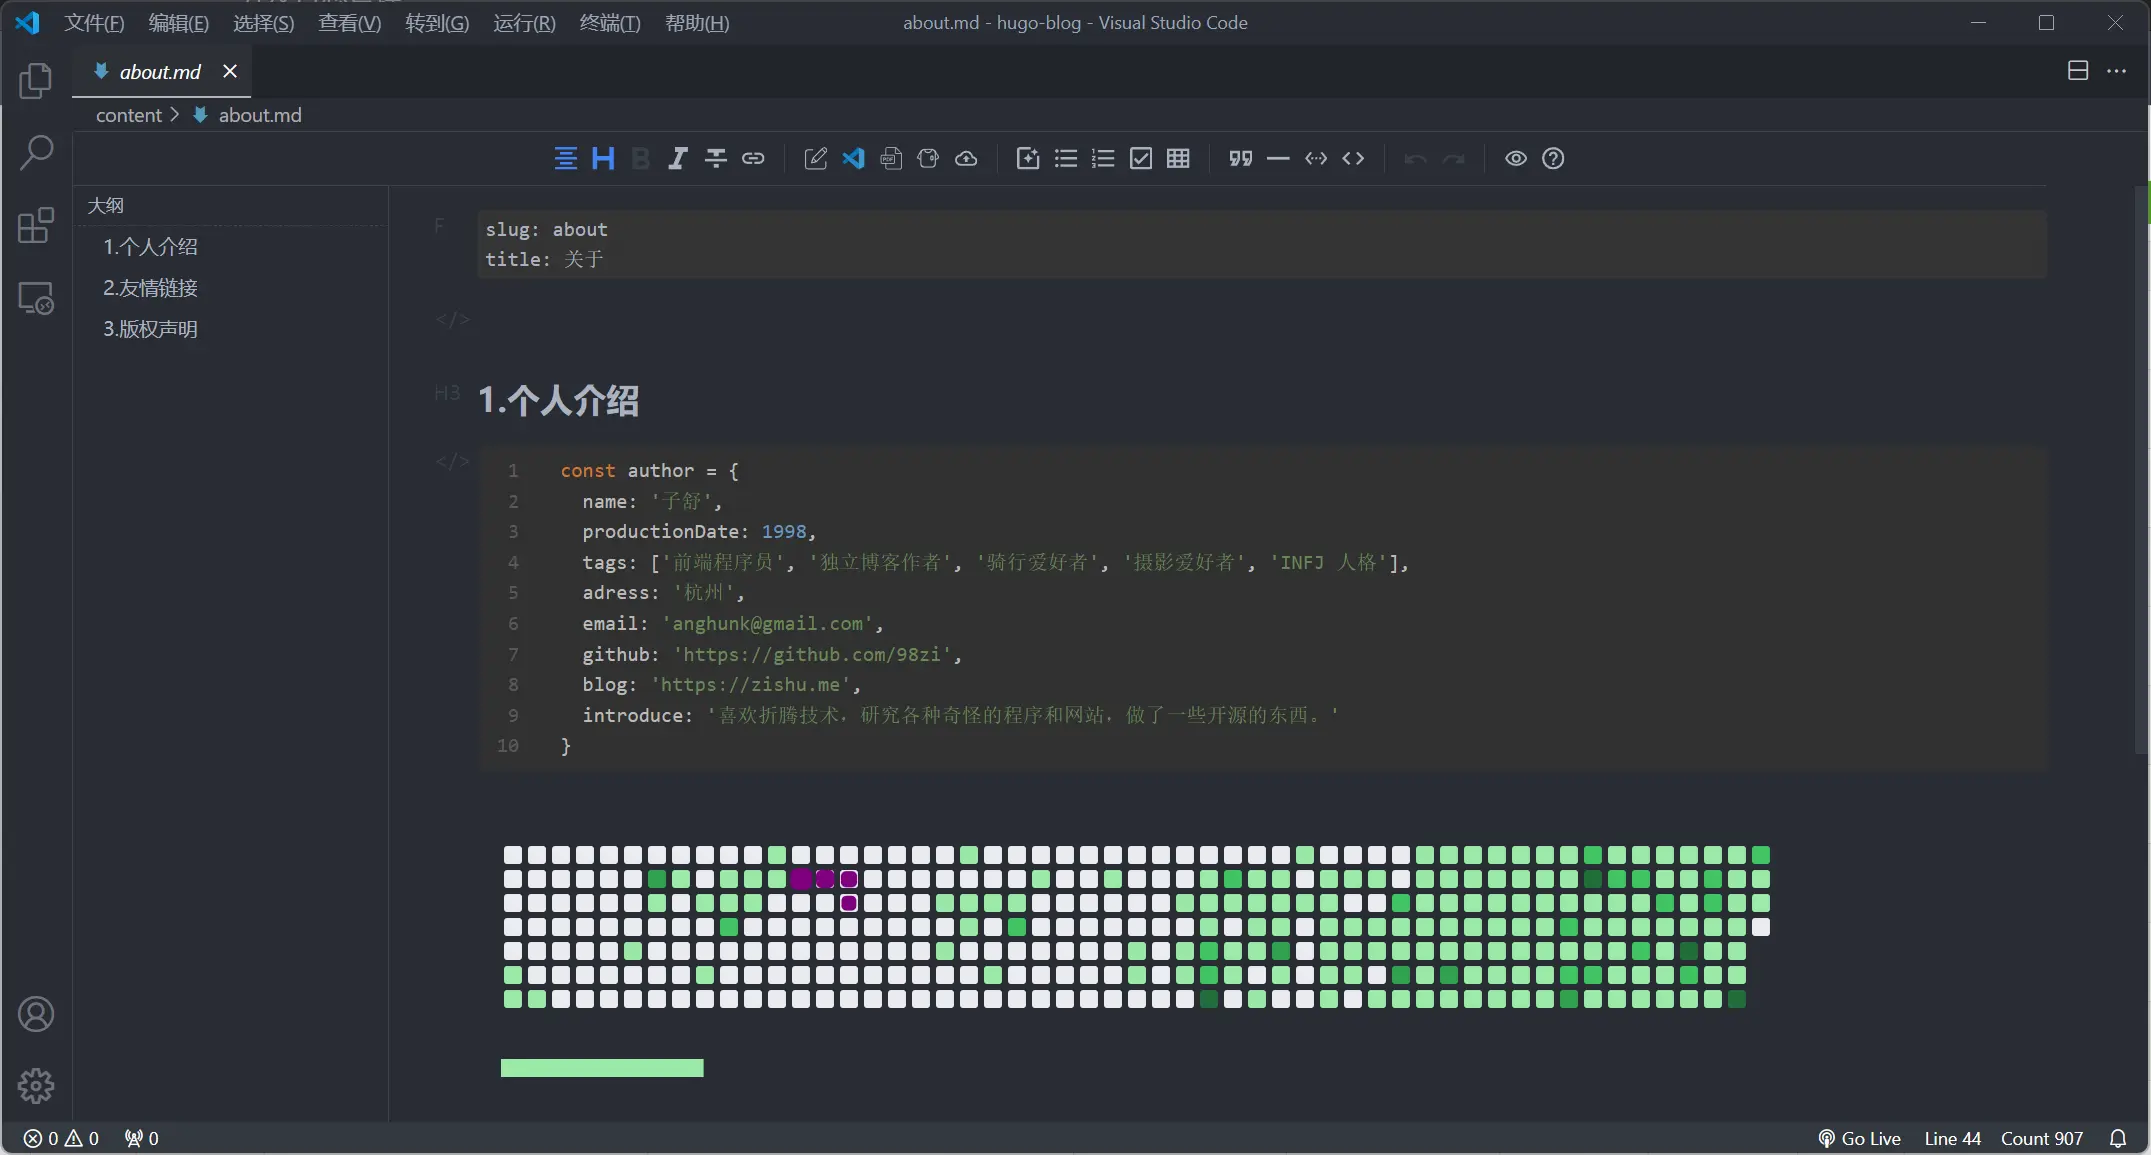 文件(F) 编辑(E) 选择(S) 查看(V) 转到(G) 运行(R) 终端(T) 帮助(H) about.md - hugo-blog - Visual Studio Code
about.md
content > about.md
大纲
1.个人介绍
2.友情链接
3.版权声明
F
slug: about
title: 关于
</>
H3 1.个人介绍
</>
1 const author = {
2 name: '子舒',
3 productionDate: 1998,
4 tags: ['前端程序员', '独立博客作者', '骑行爱好者', '摄影爱好者', 'INFJ 人格'],
5 adress: '杭州',
6 email: 'anghunk@gmail.com',
7 github: 'https://github.com/98zi',
8 blog: 'https://zishu.me',
9 introduce: '喜欢折腾技术，研究各种奇怪的程序和网站，做了一些开源的东西。'
10 }
0 0 0 Go Live Line 44 Count 907